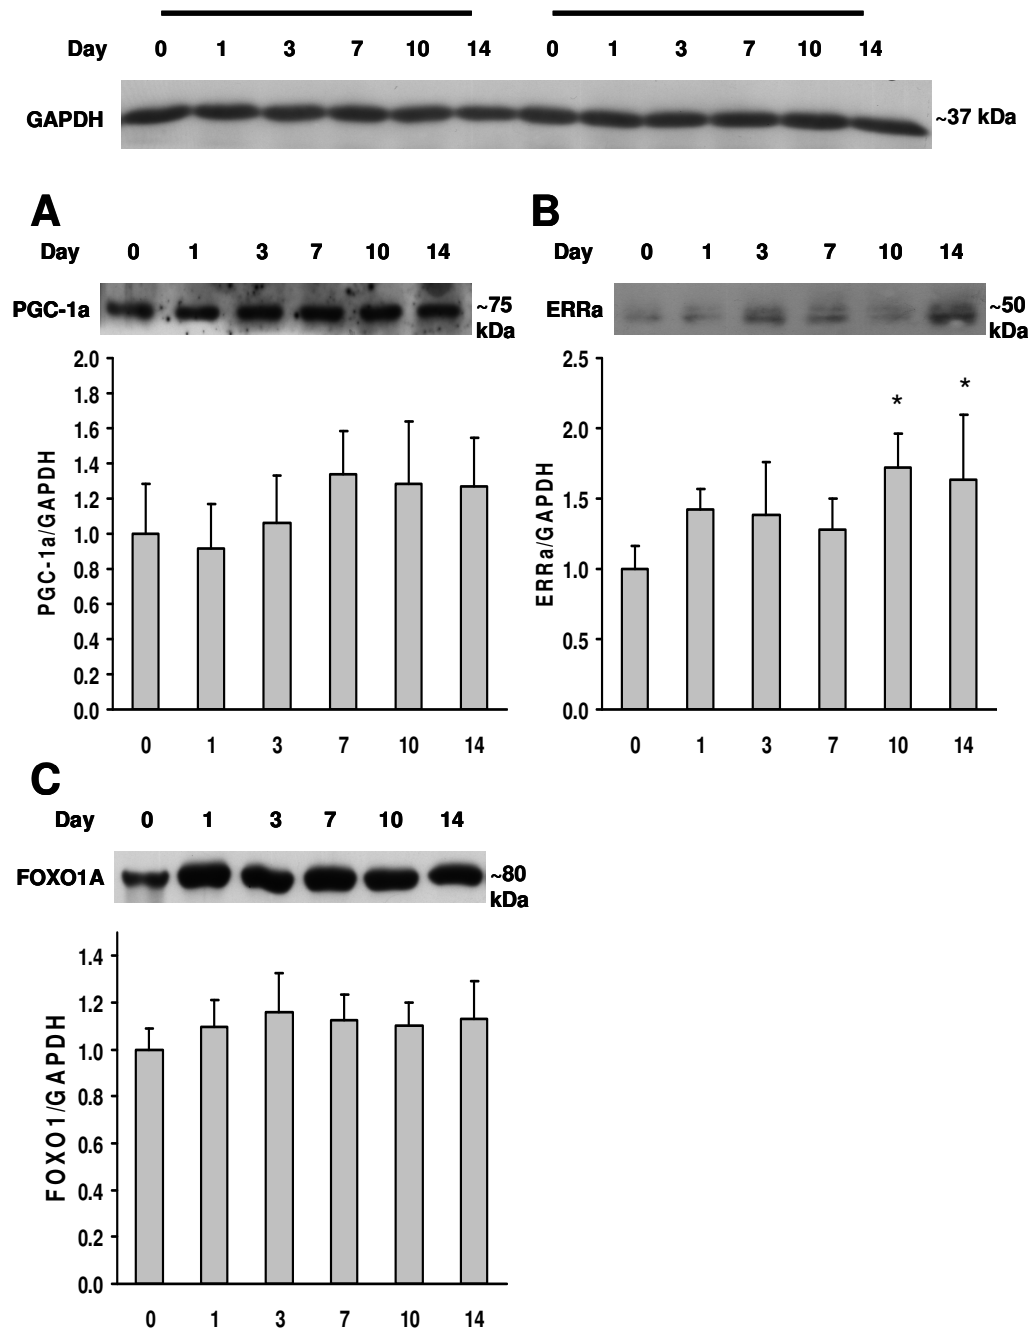 Day 0 1 3 7 10 14 0 1 3 7 10 14
GAPDH ~37 kDa
A
Day 0 1 3 7 10 14
PGC-1a ~75
kDa
2.0
1.8
1.6
1.4
1.2
1.0
0.8
0.6
0.4
0.2
0.0
PGC-1a/GAPDH
0 1 3 7 10 14
B
Day 0 1 3 7 10 14
ERRa ~50
kDa
2.5
2.0
1.5
1.0
0.5
0.0
ERRa/GAPDH
* *
0 1 3 7 10 14
C
Day 0 1 3 7 10 14
FOXO1A ~80
kDa
1.4
1.2
1.0
0.8
0.6
0.4
0.2
0.0
FOXO1/GAPDH
0 1 3 7 10 14